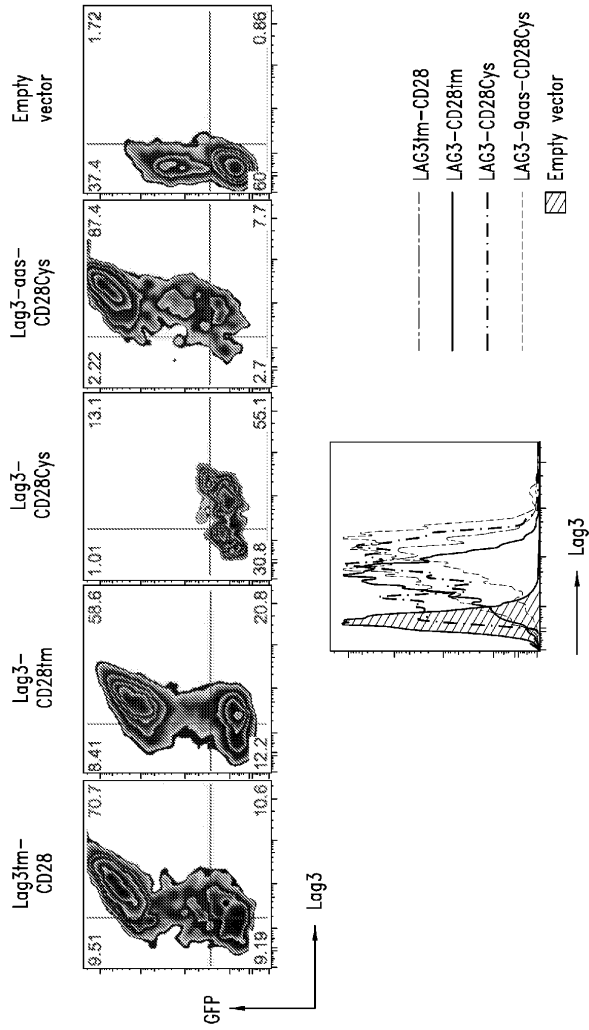 Lag3tm-
CD28
Lag3-
CD28tm
Lag3-
CD28Cys
Lag3-aas-
CD28Cys
Empty
vector
9.51
70.7
8.41
58.6
1.01
13.1
2.22
87.4
37.4
1.72
9.19
10.6
12.2
20.8
30.8
55.1
2.7
7.7
60
0.86
GFP
Lag3
Lag3
LAG3tm-CD28
LAG3-CD28tm
LAG3-CD28Cys
LAG3-9aas-CD28Cys
Empty vector